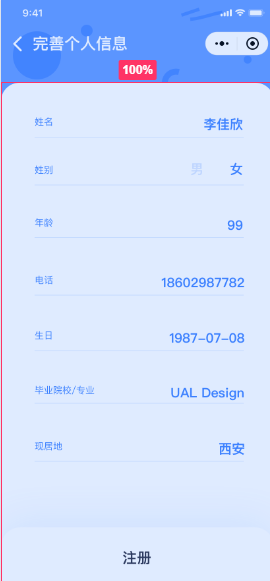 9:41
完善个人信息
100%
姓名 李佳欣
姓别 男 女
年龄 99
电话 18602987782
生日 1987-07-08
毕业院校/专业 UAL Design
现居地 西安
注册